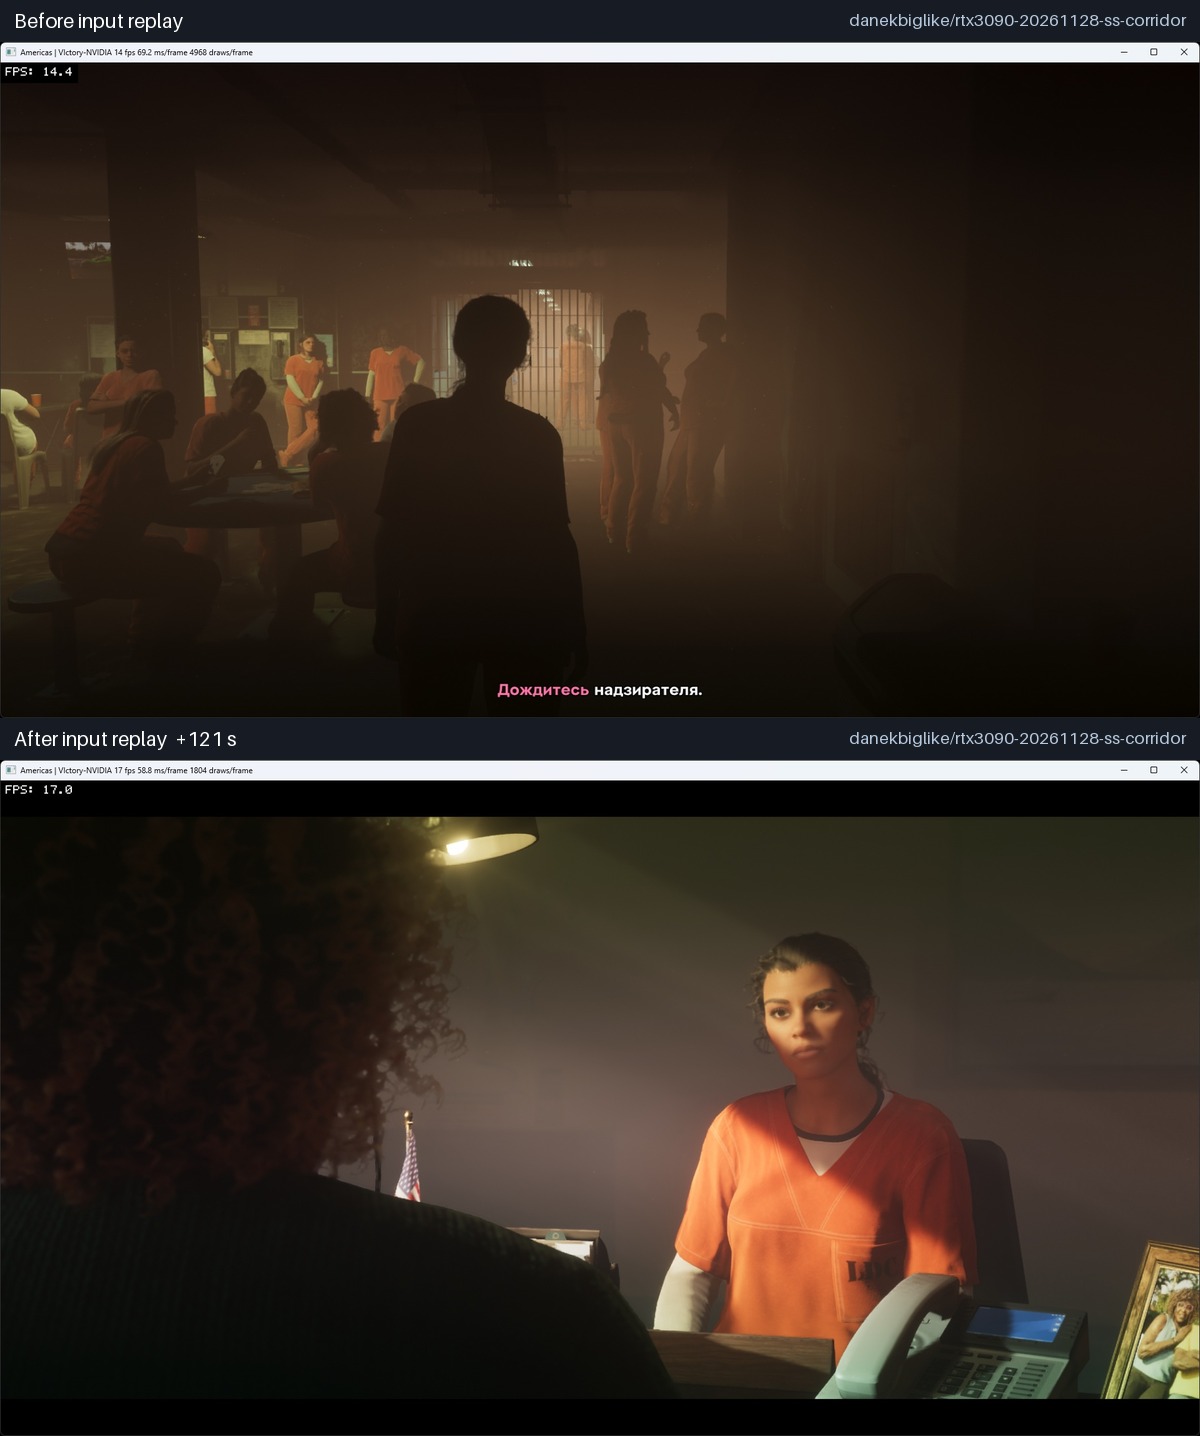 Before input replay
danekbiglike/rtx3090-20261128-ss-corridor
Americas | VIctory-NVIDIA 14 fps 69.2 ms/frame 4968 draws/frame
FPS: 14.4
Дождитесь надзирателя.
After input replay +121 s
danekbiglike/rtx3090-20261128-ss-corridor
Americas | VIctory-NVIDIA 17 fps 58.8 ms/frame 1804 draws/frame
FPS: 17.0